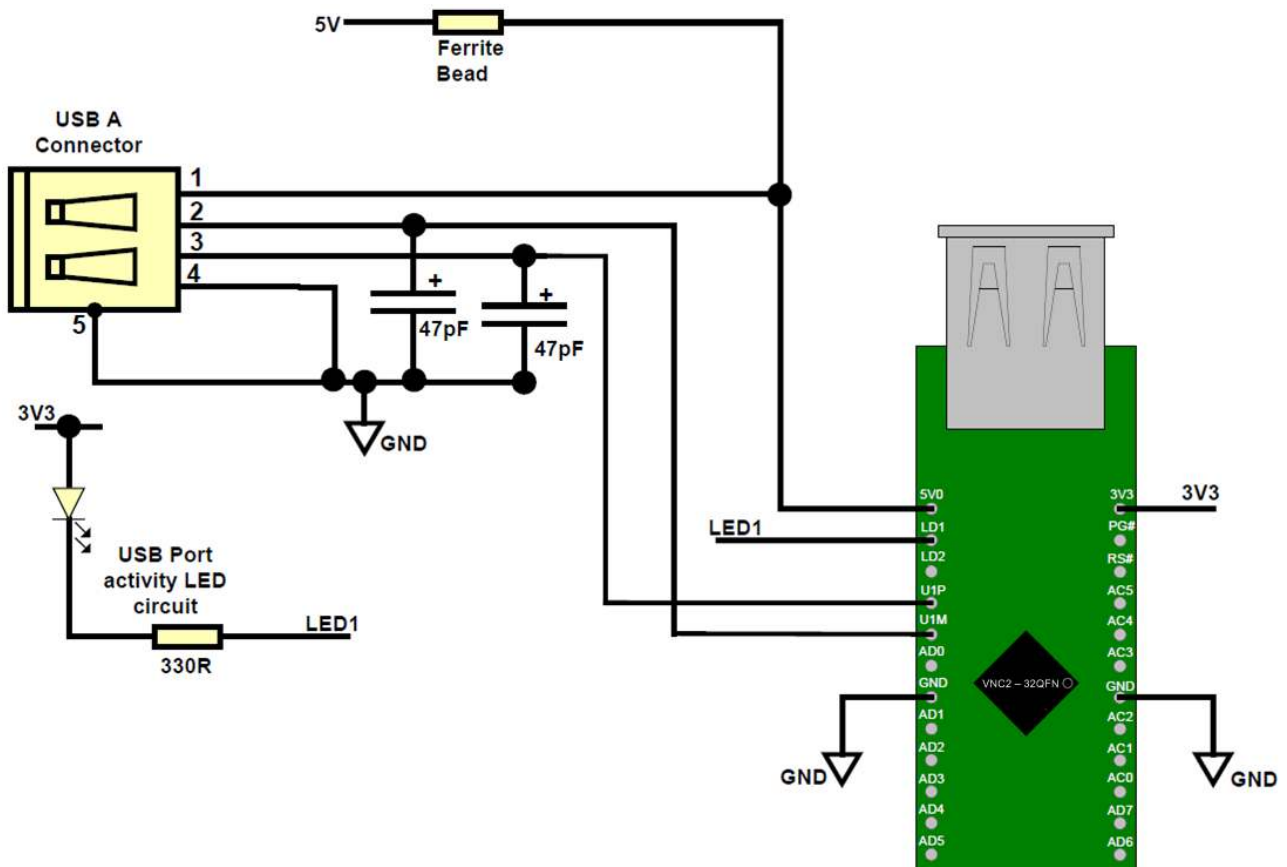 5V
Ferrite
Bead
USB A
Connector
1
2
3
4
5
+
47pF
+
47pF
GND
3V3
USB Port
activity LED
circuit
LED1
330R
LED1
5V0
LD1
LD2
U1P
U1M
AD0
GND
AD1
AD2
AD3
AD4
AD5
3V3
PG#
RS#
AC5
AC4
AC3
GND
AC2
AC1
AC0
AD7
AD6
3V3
VNC2 – 32QFN
GND
GND